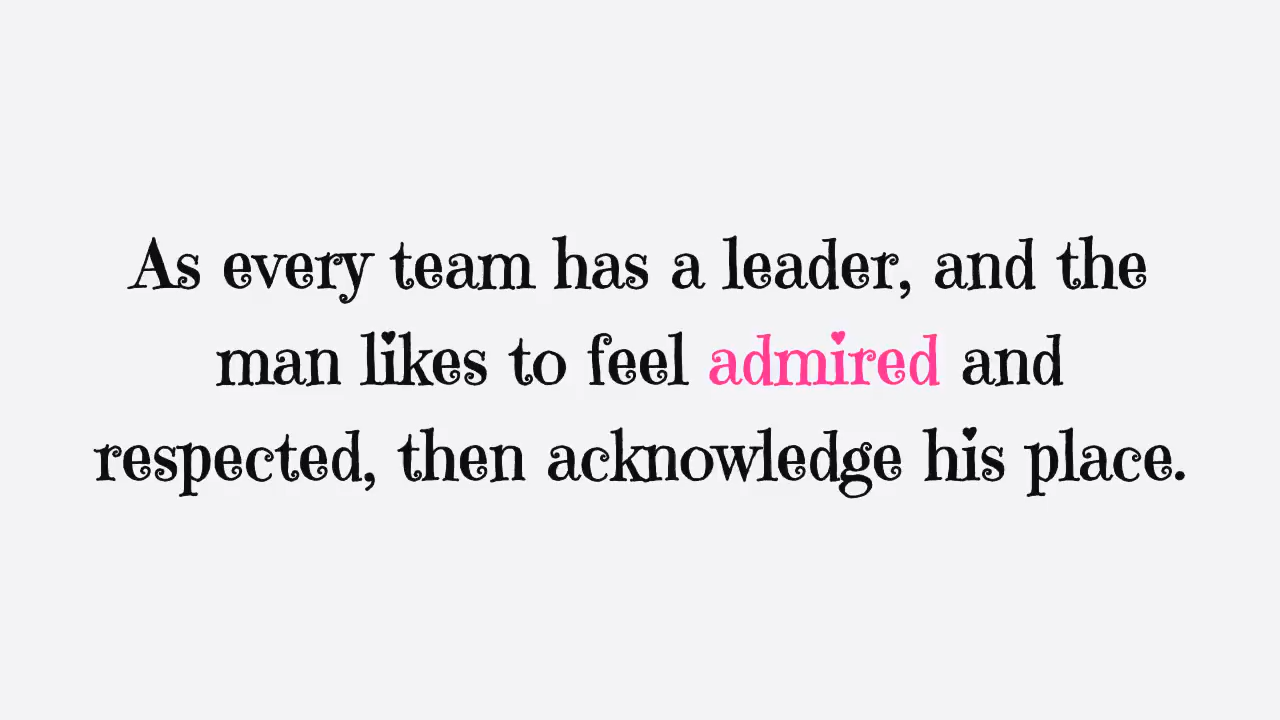 As every team has a leader, and the
man likes to feel admired and
respected, then acknowledge his place.